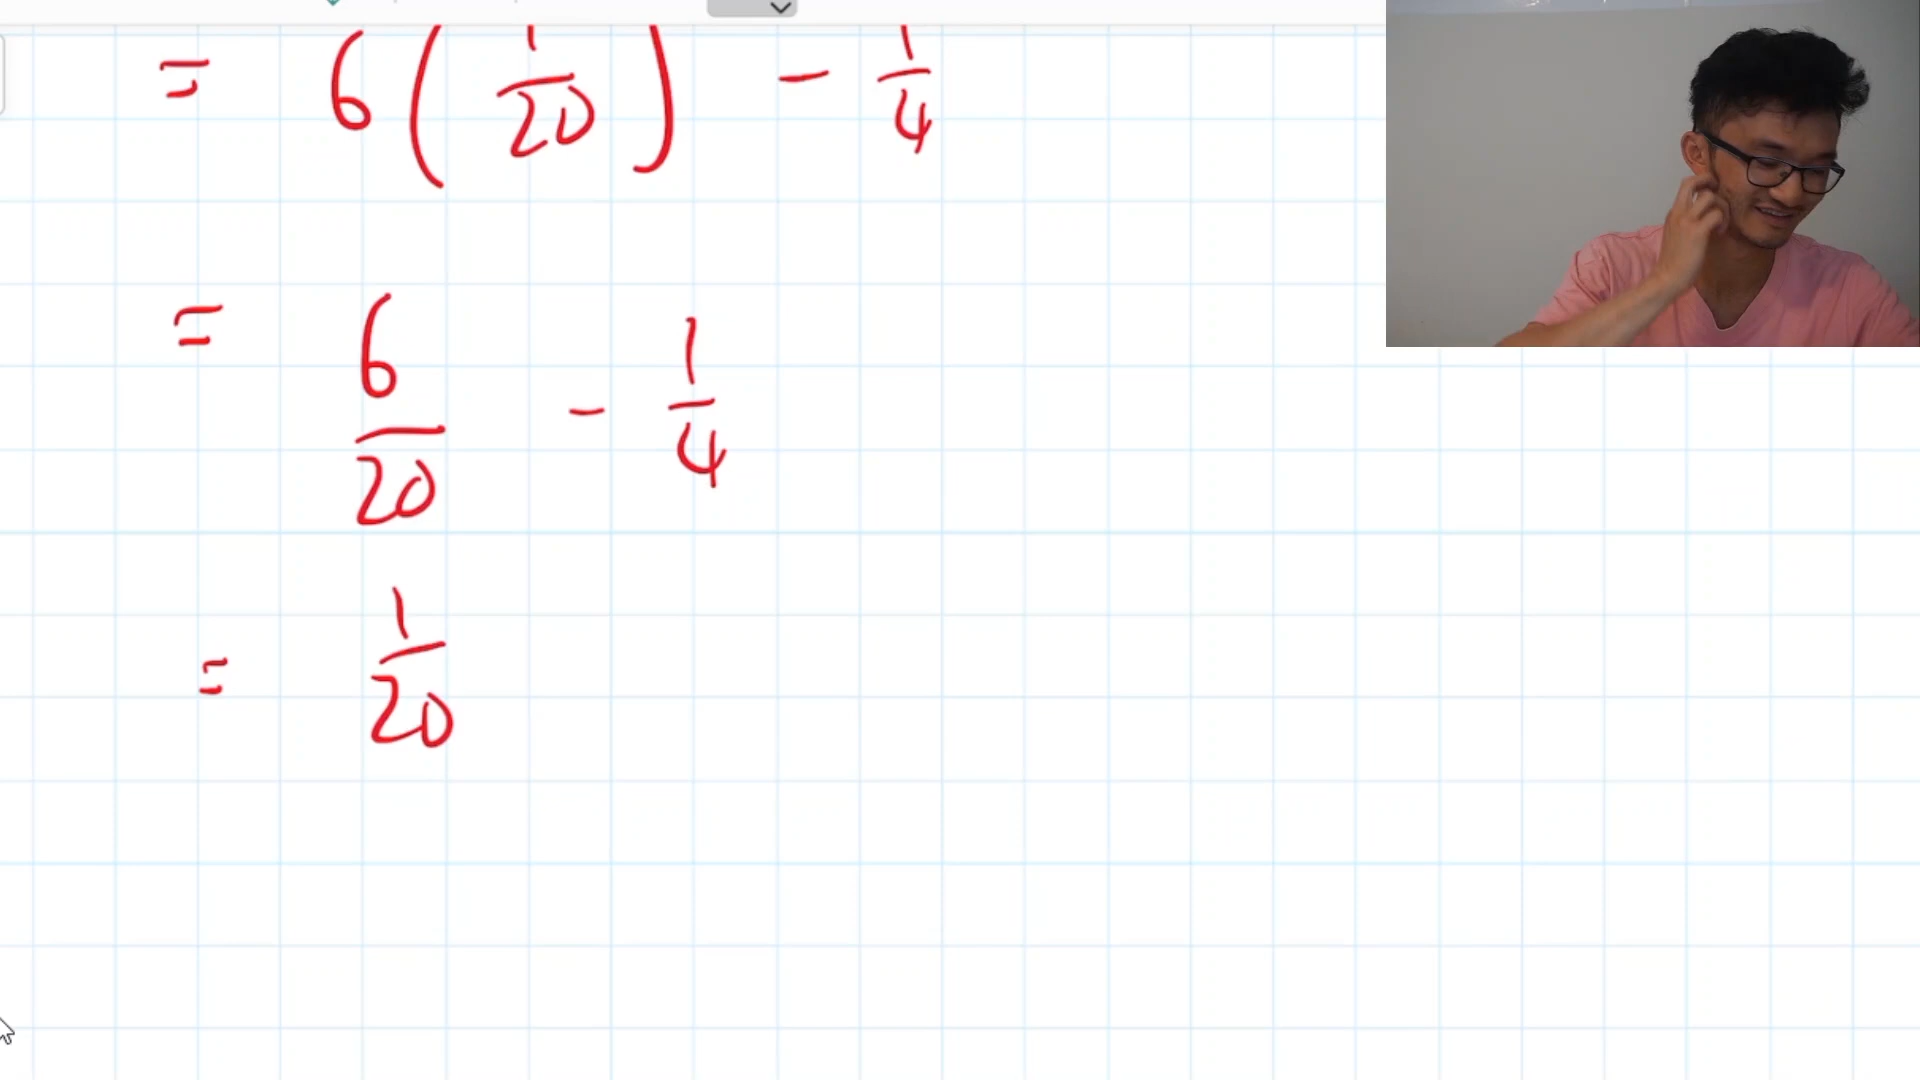 = 6(1/20) - 1/4
= 6/20 - 1/4
= 1/20